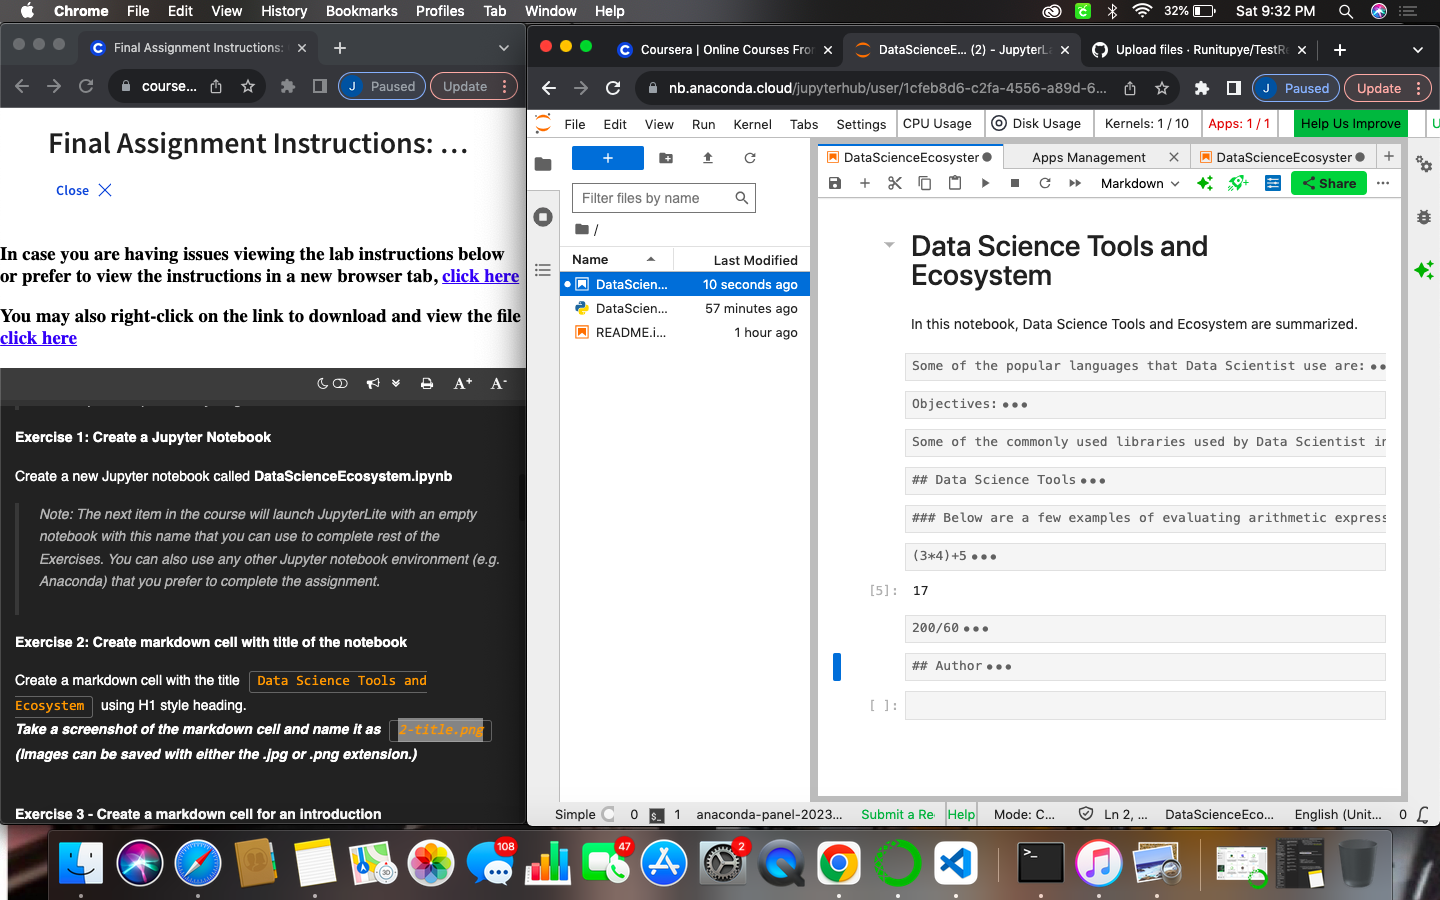 Chrome File Edit View History Bookmarks Profiles Tab Window Help
32% Sat 9:32 PM
Final Assignment Instructions:
course...
J Paused
Update
Final Assignment Instructions: ...
Close
In case you are having issues viewing the lab instructions below
or prefer to view the instructions in a new browser tab, click here
You may also right-click on the link to download and view the file
click here
A+ A-
Exercise 1: Create a Jupyter Notebook
Create a new Jupyter notebook called DataScienceEcosystem.ipynb
Note: The next item in the course will launch JupyterLite with an empty
notebook with this name that you can use to complete rest of the
Exercises. You can also use any other Jupyter notebook environment (e.g.
Anaconda) that you prefer to complete the assignment.
Exercise 2: Create markdown cell with title of the notebook
Create a markdown cell with the title Data Science Tools and
Ecosystem using H1 style heading.
Take a screenshot of the markdown cell and name it as 2-title.png
(Images can be saved with either the .jpg or .png extension.)
Exercise 3 - Create a markdown cell for an introduction
Coursera | Online Courses Fro
DataScienceE... (2) - JupyterL
Upload files · Runitupye/TestR
nb.anaconda.cloud/jupyterhub/user/1cfeb8d6-c2fa-4556-a89d-6...
J Paused
Update
File Edit View Run Kernel Tabs Settings CPU Usage Disk Usage Kernels: 1 / 10 Apps: 1 / 1 Help Us Improve
Filter files by name
/
Name Last Modified
DataScien... 10 seconds ago
DataScien... 57 minutes ago
README.i... 1 hour ago
DataScienceEcosyster
Apps Management
DataScienceEcosyster
Markdown
Share
Data Science Tools and
Ecosystem
In this notebook, Data Science Tools and Ecosystem are summarized.
Some of the popular languages that Data Scientist use are:
Objectives:
Some of the commonly used libraries used by Data Scientist in
## Data Science Tools
### Below are a few examples of evaluating arithmetic express
(3*4)+5
[5]: 17
200/60
## Author
[ ]:
Simple 0 1 anaconda-panel-2023... Submit a Re Help Mode: C... Ln 2, ... DataScienceEco... English (Unit... 0
108
47
2